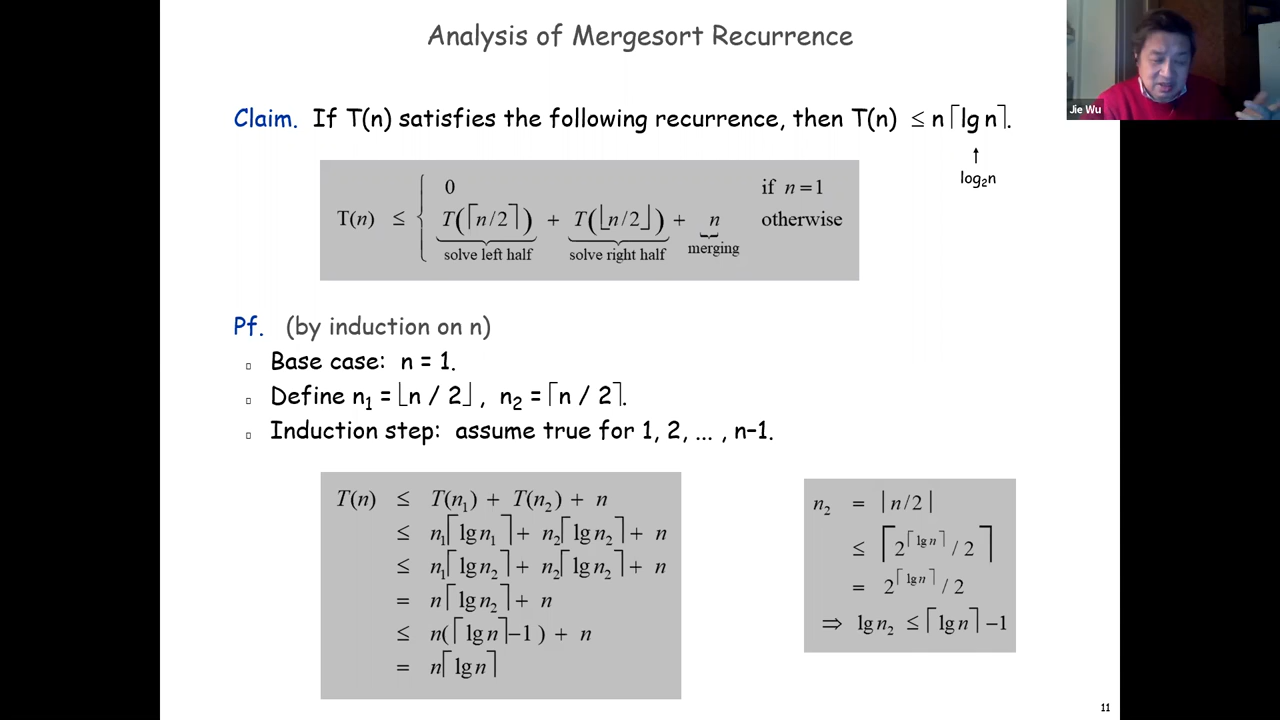 Analysis of Mergesort Recurrence
Jie Wu
Claim. If T(n) satisfies the following recurrence, then T(n) ≤ n⌈lg n⌉.
log₂n
T(n) ≤ { 0 if n = 1
T(⌈n/2⌉) + T(⌊n/2⌋) + n otherwise
solve left half solve right half merging
Pf. (by induction on n)
Base case: n = 1.
Define n₁ = ⌊n / 2⌋ , n₂ = ⌈n / 2⌉.
Induction step: assume true for 1, 2, ... , n–1.
T(n) ≤ T(n₁) + T(n₂) + n
≤ n₁⌈lg n₁⌉ + n₂⌈lg n₂⌉ + n
≤ n₁⌈lg n₂⌉ + n₂⌈lg n₂⌉ + n
= n⌈lg n₂⌉ + n
≤ n(⌈lg n⌉–1 ) + n
= n⌈lg n⌉
n₂ = |n/2|
≤ ⌈2^⌈lg n⌉ / 2⌉
= 2^⌈lg n⌉ / 2
⇒ lg n₂ ≤ ⌈lg n⌉ –1
11